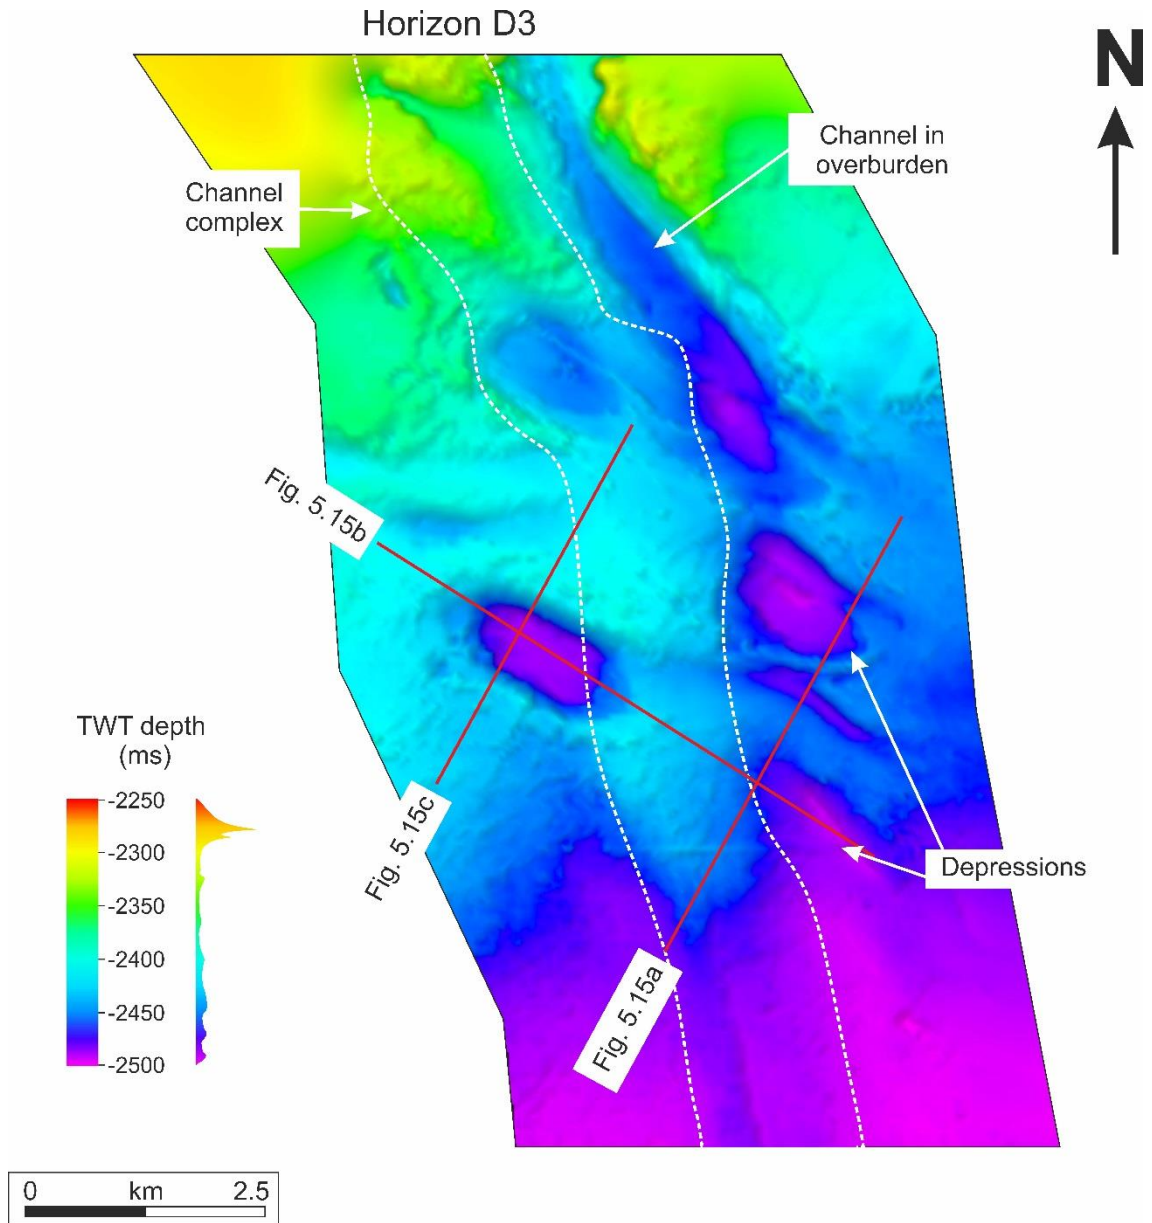 Horizon D3
N
Channel in
overburden
Channel
complex
Fig. 5.15b
Fig. 5.15c
Fig. 5.15a
Depressions
TWT depth
(ms)
-2250
-2300
-2350
-2400
-2450
-2500
0 km 2.5